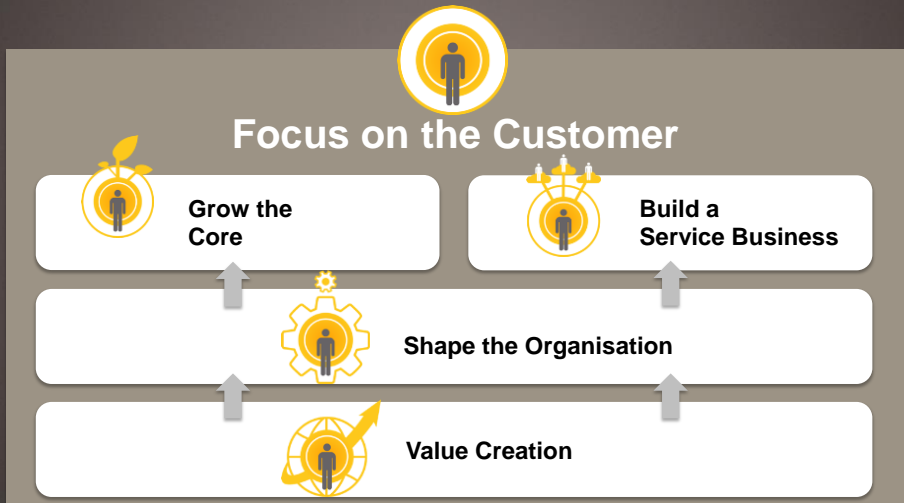 Focus on the Customer
Grow the
Core
Build a
Service Business
Shape the Organisation
Value Creation